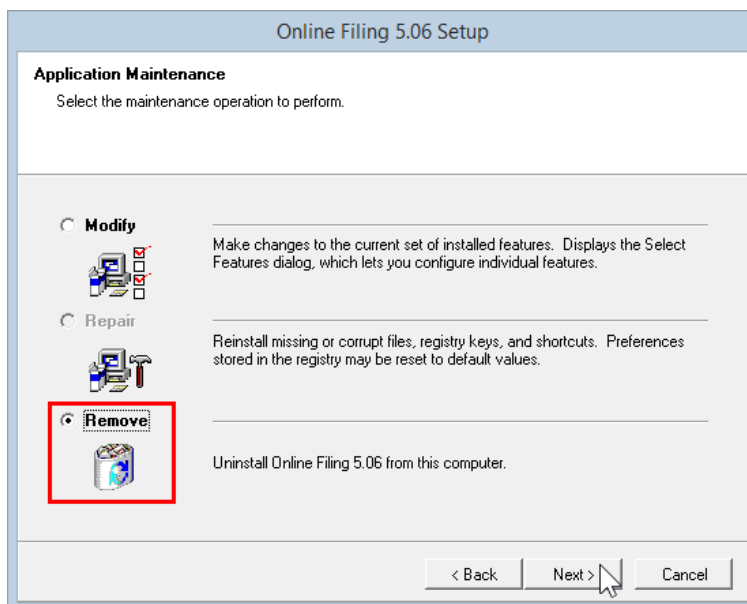 Online Filing 5.06 Setup
Application Maintenance
Select the maintenance operation to perform.
Modify
Make changes to the current set of installed features. Displays the Select
Features dialog, which lets you configure individual features.
Repair
Reinstall missing or corrupt files, registry keys, and shortcuts. Preferences
stored in the registry may be reset to default values.
Remove
Uninstall Online Filing 5.06 from this computer.
< Back Next > Cancel